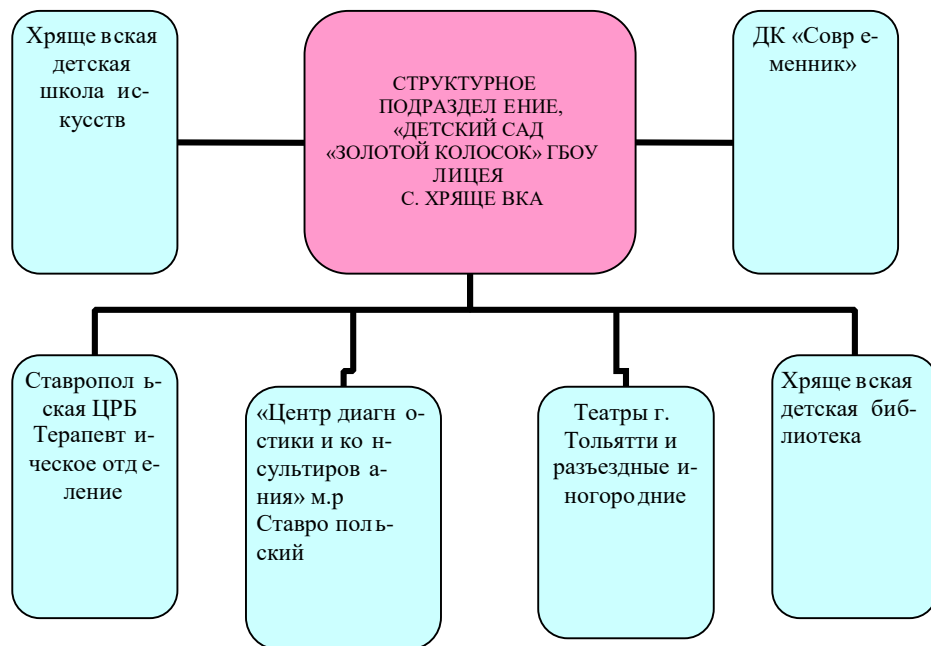 Хряще вская
детская
школа ис-
кусств
СТРУКТУРНОЕ
ПОДРАЗДЕЛ ЕНИЕ,
«ДЕТСКИЙ САД
«ЗОЛОТОЙ КОЛОСОК» ГБОУ
ЛИЦЕЯ
С. ХРЯЩЕ ВКА
ДК «Совр е-
менник»
Ставропол ь-
ская ЦРБ
Терапевт и-
ческое отд е-
ление
«Центр диагн о-
стики и ко н-
сультиров а-
ния» м.р
Ставро поль-
ский
Театры г.
Тольятти и
разъездные и-
ногоро дние
Хряще вская
детская биб-
лиотека